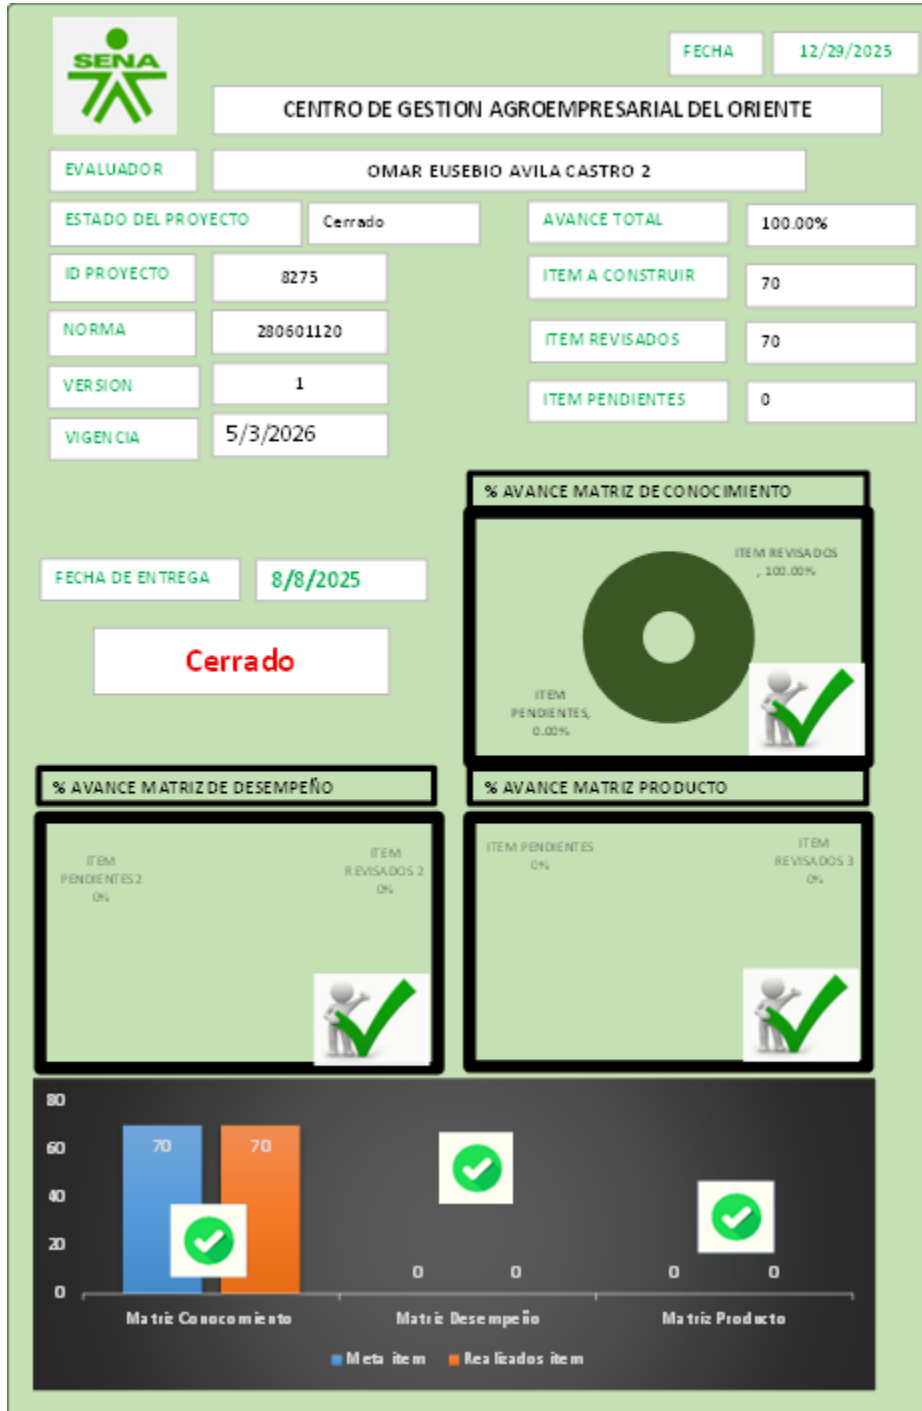 SENA
FECHA 12/29/2025
CENTRO DE GESTION AGROEMPRESARIAL DEL ORIENTE
EVALUADOR OMAR EUSEBIO AVILA CASTRO 2
ESTADO DEL PROYECTO Cerrado
AVANCE TOTAL 100.00%
ID PROYECTO 8275
ITEM A CONSTRUIR 70
NORMA 280601120
ITEM REVISADOS 70
VERSION 1
ITEM PENDIENTES 0
VIGENCIA 5/3/2026
% AVANCE MATRIZ DE CONOCIMIENTO
ITEM REVISADOS
, 100.00%
ITEM
PENDIENTES,
0.00%
FECHA DE ENTREGA 8/8/2025
Cerrado
% AVANCE MATRIZ DE DESEMPEÑO
ITEM
PENDIENTES2
0%
ITEM
REVISADOS 2
0%
% AVANCE MATRIZ PRODUCTO
ITEM PENDIENTES
0%
ITEM
REVISADOS 3
0%
80
60
40
20
0
70 70
0 0
0 0
Matriz Conocomiento Matriz Desempeño Matriz Producto
Meta item Realizados item